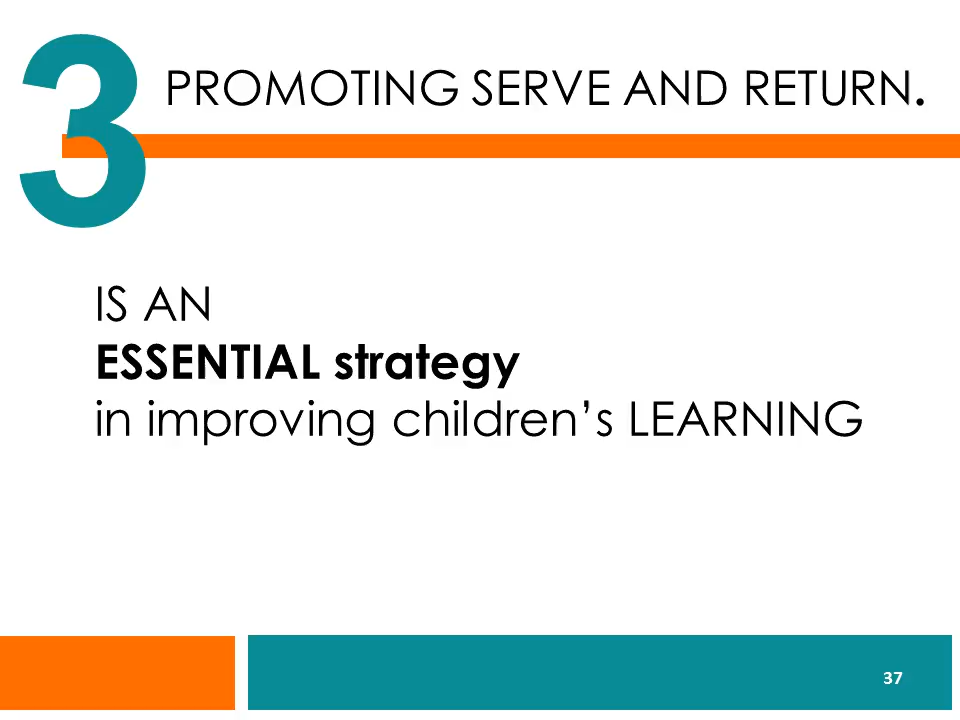 3
PROMOTING SERVE AND RETURN.
IS AN
ESSENTIAL strategy
in improving children’s LEARNING
37